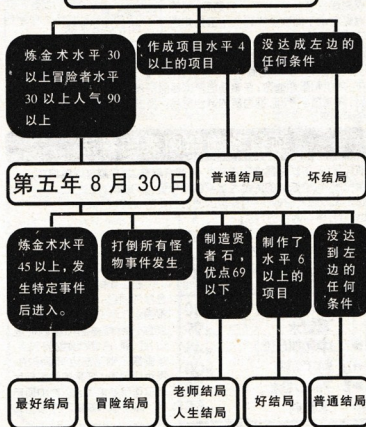 炼金术水平 30
以上冒险者水平
30 以上人气 90
以上
作成项目水平 4
以上的项目
没达成左边的
任何条件
普通结局
坏结局
第五年 8 月 30 日
炼金术水平
45 以上，发
生特定事件
后进入。
打倒所有怪
物事件发生
制造贤
者石，
优点69
以下
制作了
水平 6
以上的
项目
没达
到左
边的
任何
条件
最好结局
冒险结局
老师结局
人生结局
好结局
普通结局